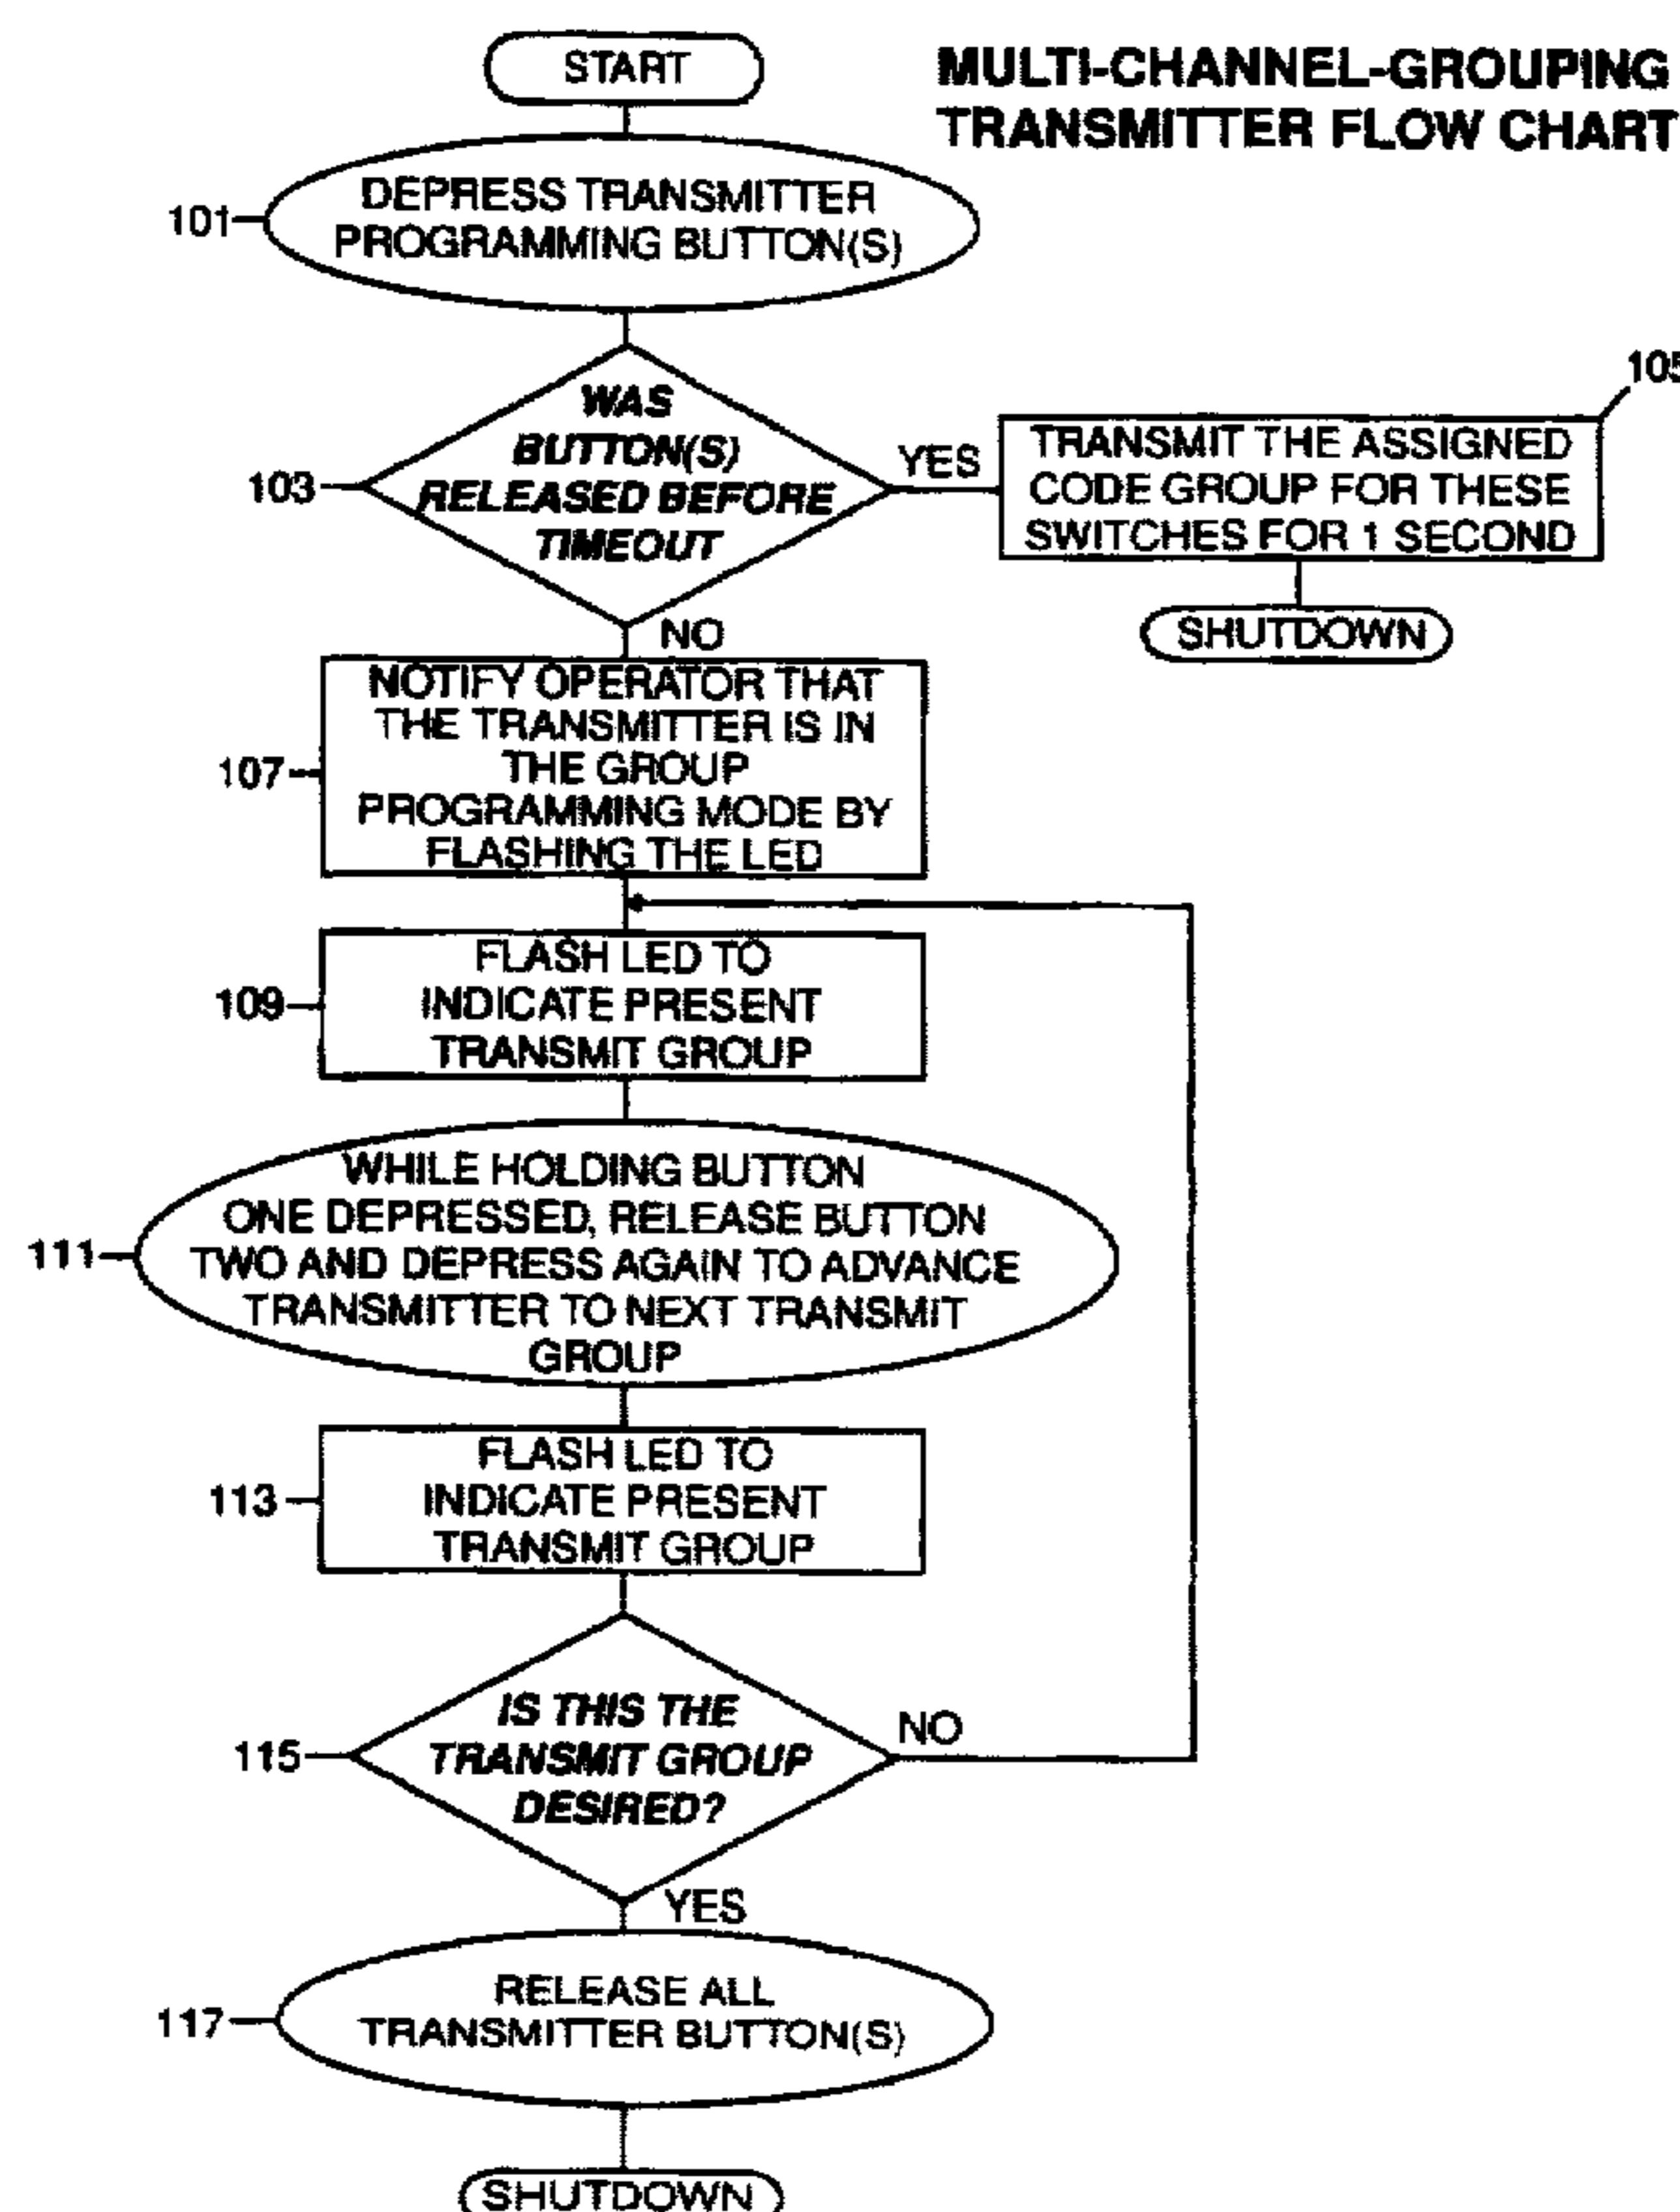 START
MULTI-CHANNEL-GROUPING
TRANSMITTER FLOW CHART
101
DEPRESS TRANSMITTER
PROGRAMMING BUTTON(S)
103
WAS
BUTTON(S)
RELEASED BEFORE
TIMEOUT
YES
105
TRANSMIT THE ASSIGNED
CODE GROUP FOR THESE
SWITCHES FOR 1 SECOND
SHUTDOWN
NO
107
NOTIFY OPERATOR THAT
THE TRANSMITTER IS IN
THE GROUP
PROGRAMMING MODE BY
FLASHING THE LED
109
FLASH LED TO
INDICATE PRESENT
TRANSMIT GROUP
111
WHILE HOLDING BUTTON
ONE DEPRESSED, RELEASE BUTTON
TWO AND DEPRESS AGAIN TO ADVANCE
TRANSMITTER TO NEXT TRANSMIT
GROUP
113
FLASH LED TO
INDICATE PRESENT
TRANSMIT GROUP
115
IS THIS THE
TRANSMIT GROUP
DESIRED?
NO
YES
117
RELEASE ALL
TRANSMITTER BUTTON(S)
SHUTDOWN